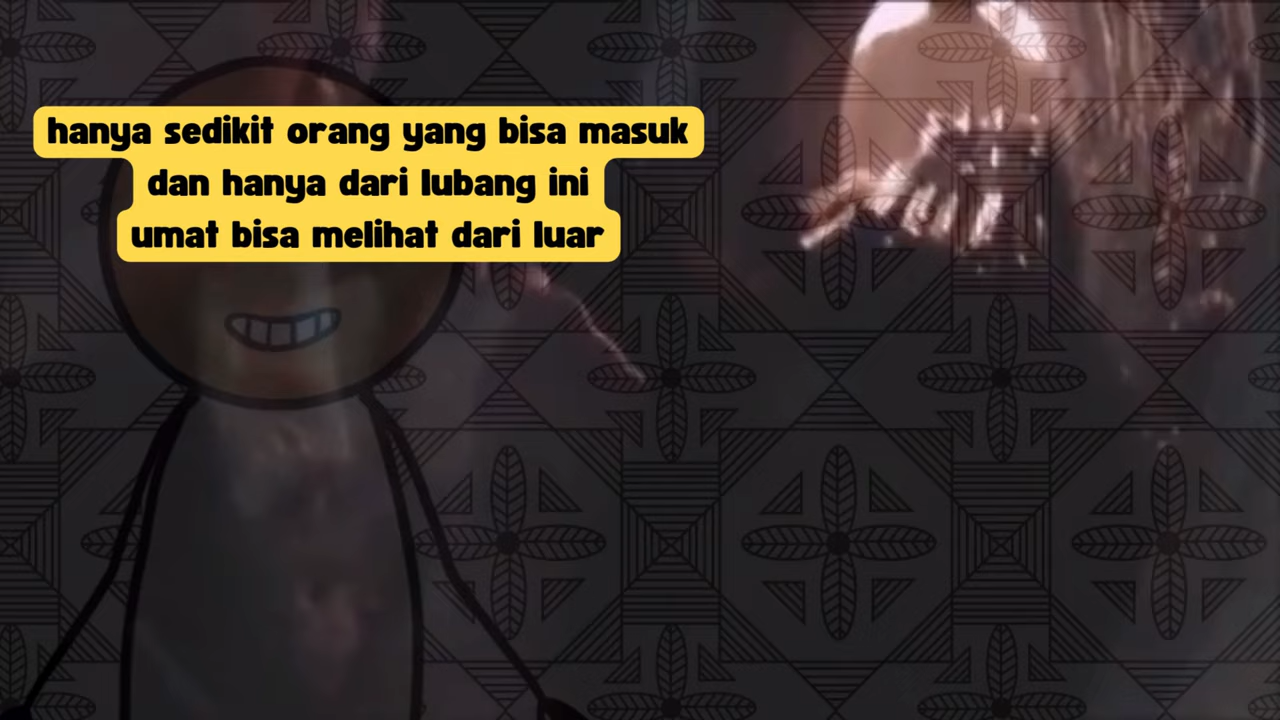 hanya sedikit orang yang bisa masuk
dan hanya dari lubang ini
umat bisa melihat dari luar